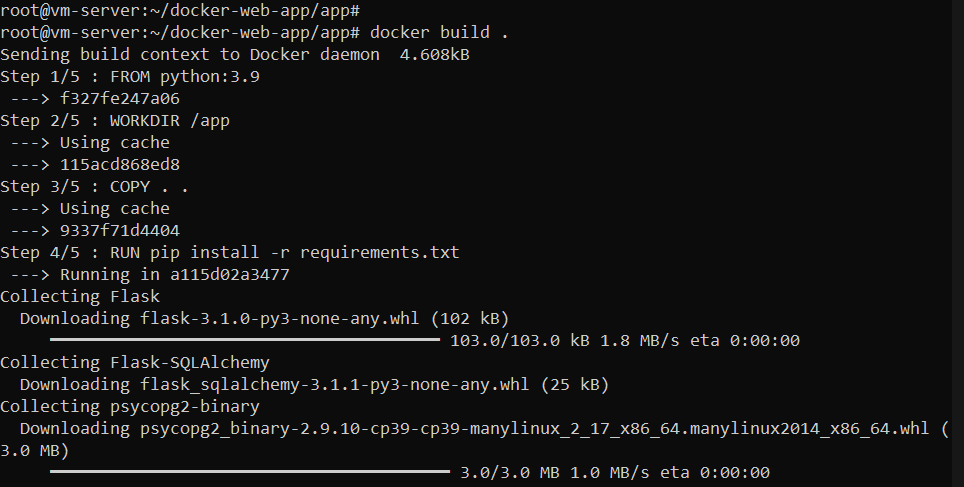 root@vm-server:~/docker-web-app/app#
root@vm-server:~/docker-web-app/app# docker build .
Sending build context to Docker daemon  4.608kB
Step 1/5 : FROM python:3.9
 ---> f327fe247a06
Step 2/5 : WORKDIR /app
 ---> Using cache
 ---> 115acd868ed8
Step 3/5 : COPY . .
 ---> Using cache
 ---> 9337f71d4404
Step 4/5 : RUN pip install -r requirements.txt
 ---> Running in a115d02a3477
Collecting Flask
  Downloading flask-3.1.0-py3-none-any.whl (102 kB)
     ━━━━━━━━━━━━━━━━━━━━━━━━━━━━━━━━━━━━━━━ 103.0/103.0 kB 1.8 MB/s eta 0:00:00
Collecting Flask-SQLAlchemy
  Downloading flask_sqlalchemy-3.1.1-py3-none-any.whl (25 kB)
Collecting psycopg2-binary
  Downloading psycopg2_binary-2.9.10-cp39-cp39-manylinux_2_17_x86_64.manylinux2014_x86_64.whl (
3.0 MB)
     ━━━━━━━━━━━━━━━━━━━━━━━━━━━━━━━━━━━━━━━━ 3.0/3.0 MB 1.0 MB/s eta 0:00:00